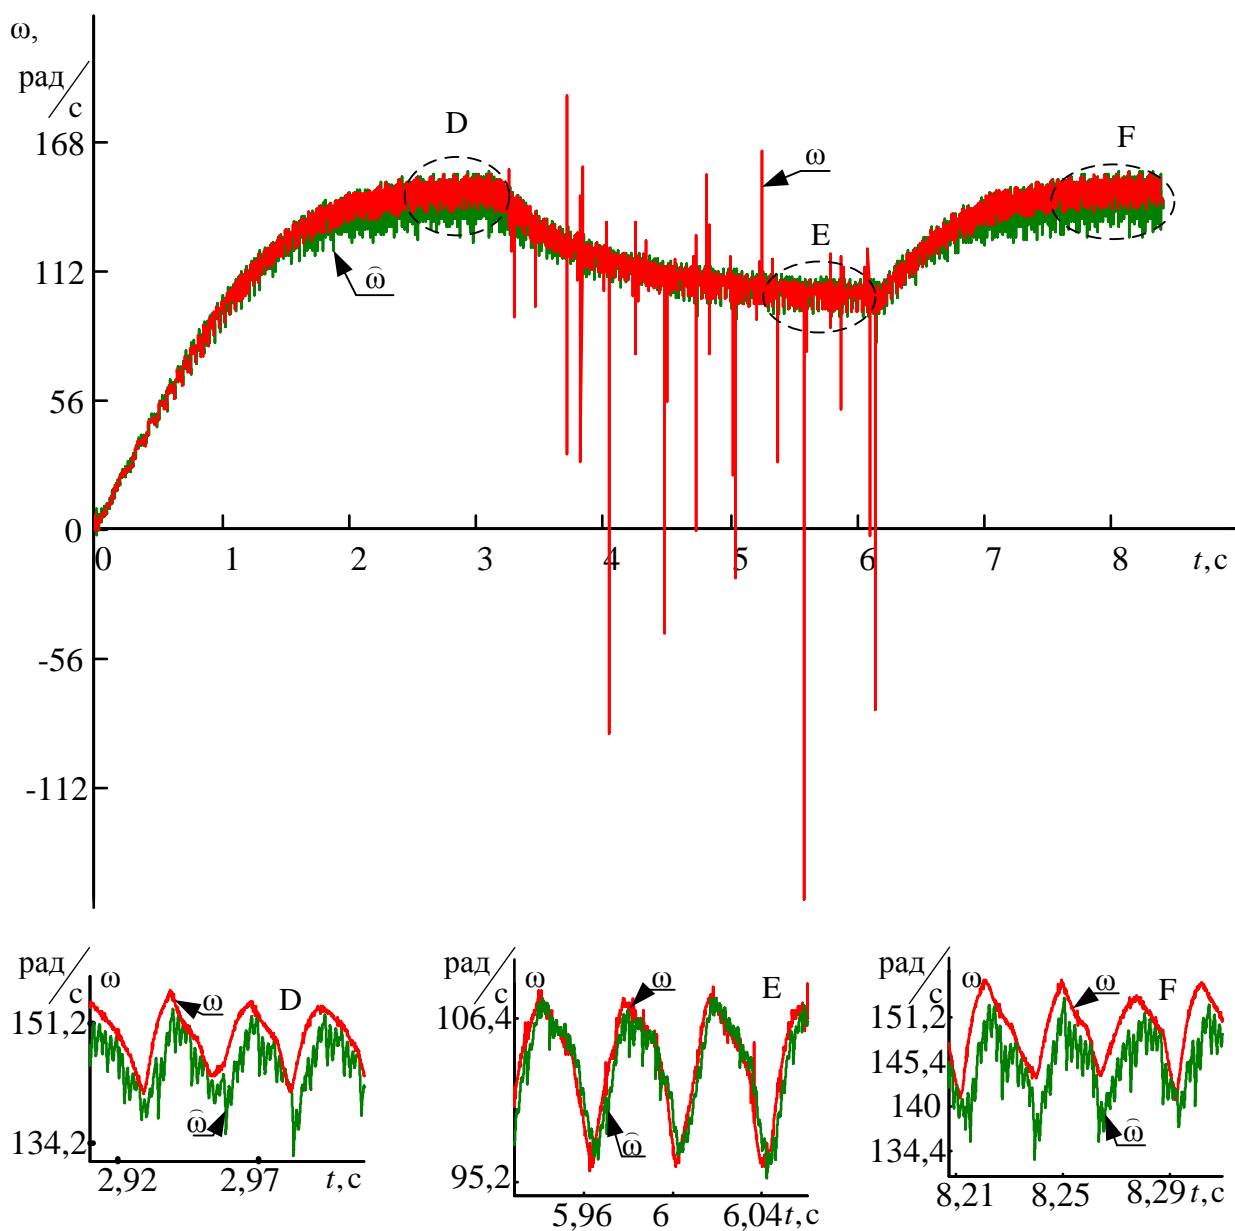 ω,
рад/с
168
D
F
ω
E
112
ω̂
56
0
0 1 2 3 4 5 6 7 8 t,с
-56
-112
рад/с ω
ω D
151,2
ω̂
134,2
2,92 2,97 t,с
рад/с ω
ω E
106,4
ω̂
95,2
5,96 6 6,04 t,с
рад/с ω
ω F
151,2
145,4
140
ω̂
134,4
8,21 8,25 8,29 t,с